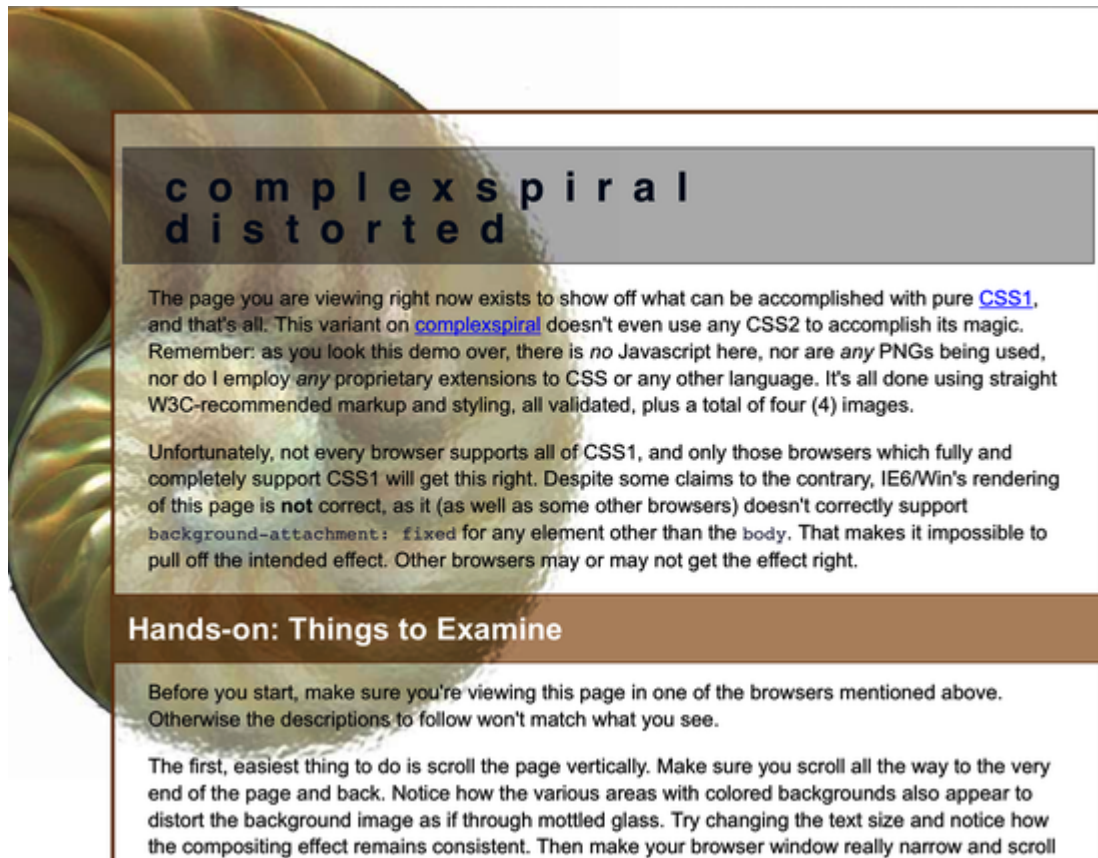 complexspiral
distorted
The page you are viewing right now exists to show off what can be accomplished with pure CSS1,
and that's all. This variant on complexspiral doesn't even use any CSS2 to accomplish its magic.
Remember: as you look this demo over, there is no Javascript here, nor are any PNGs being used,
nor do I employ any proprietary extensions to CSS or any other language. It's all done using straight
W3C-recommended markup and styling, all validated, plus a total of four (4) images.
Unfortunately, not every browser supports all of CSS1, and only those browsers which fully and
completely support CSS1 will get this right. Despite some claims to the contrary, IE6/Win's rendering
of this page is not correct, as it (as well as some other browsers) doesn't correctly support
background-attachment: fixed for any element other than the body. That makes it impossible to
pull off the intended effect. Other browsers may or may not get the effect right.
Hands-on: Things to Examine
Before you start, make sure you're viewing this page in one of the browsers mentioned above.
Otherwise the descriptions to follow won't match what you see.
The first, easiest thing to do is scroll the page vertically. Make sure you scroll all the way to the very
end of the page and back. Notice how the various areas with colored backgrounds also appear to
distort the background image as if through mottled glass. Try changing the text size and notice how
the compositing effect remains consistent. Then make your browser window really narrow and scroll